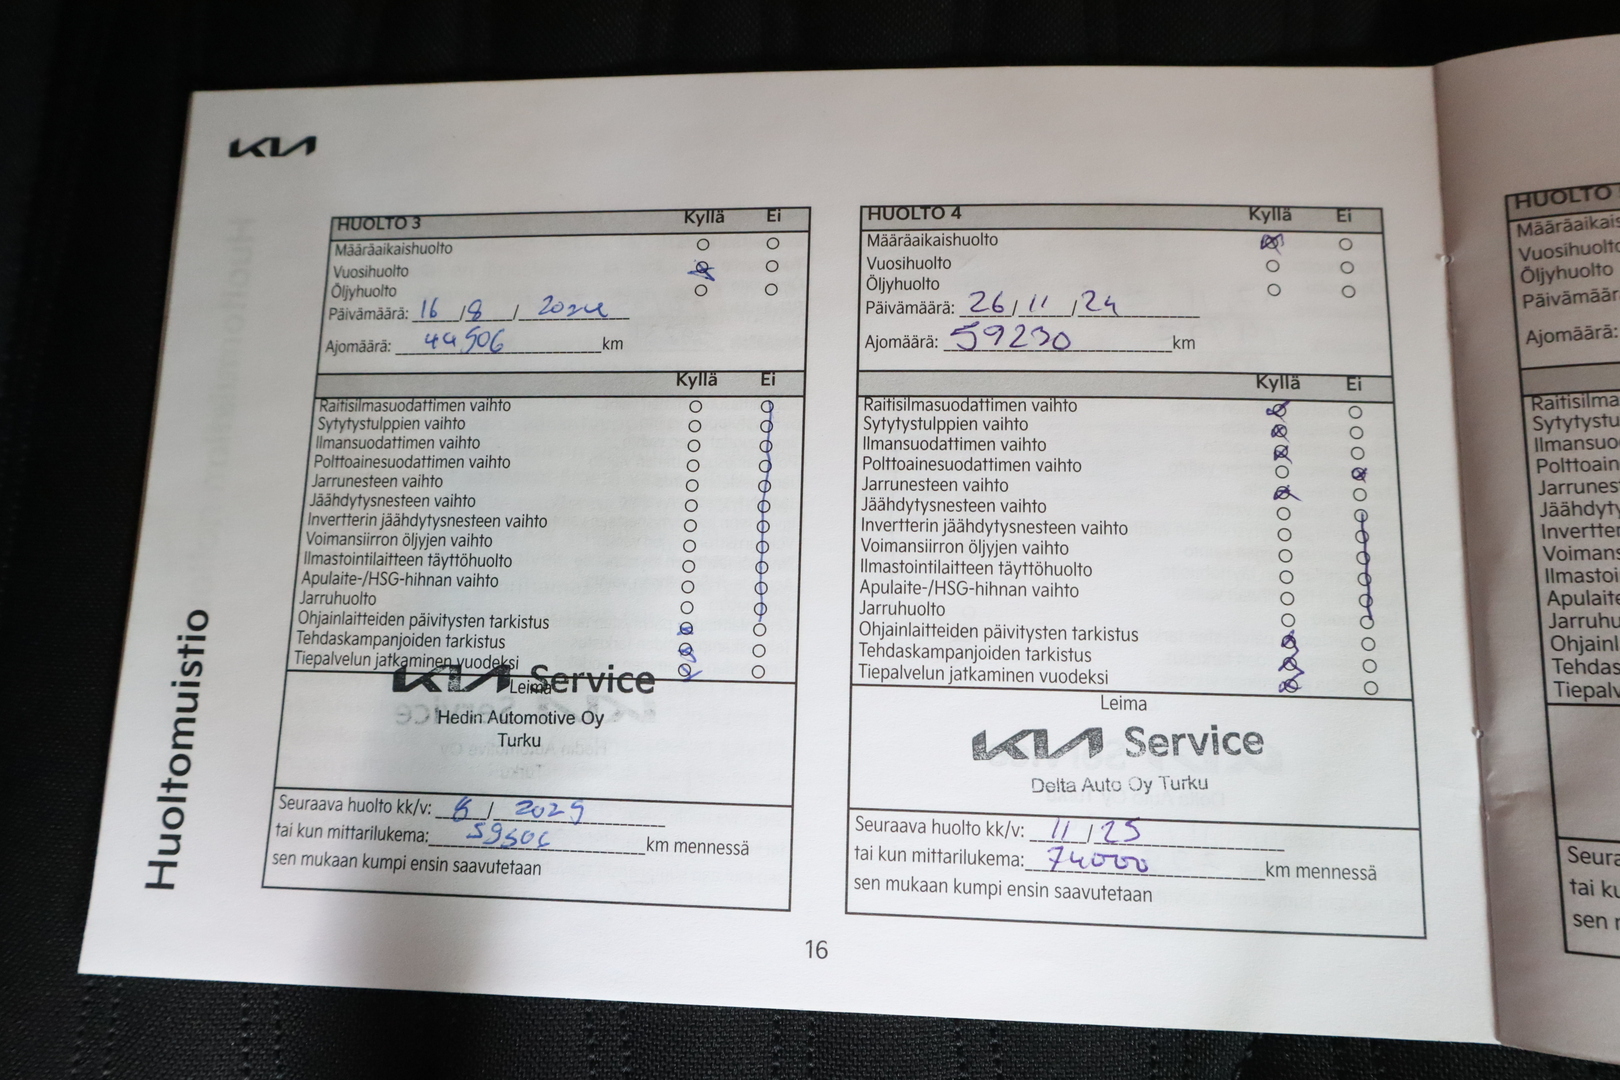 KIA
Huoltomuistio
HUOLTO 3 Kyllä Ei
Määräaikaishuolto
Vuosihuolto
Öljyhuolto
Päivämäärä: 16 / 8 / 2024
Ajomäärä: 44506 km
Kyllä Ei
Raitisilmasuodattimen vaihto
Sytytystulppien vaihto
Ilmansuodattimen vaihto
Polttoainesuodattimen vaihto
Jarrunesteen vaihto
Jäähdytysnesteen vaihto
Invertterin jäähdytysnesteen vaihto
Voimansiirron öljyjen vaihto
Ilmastointilaitteen täyttöhuolto
Apulaite-/HSG-hihnan vaihto
Jarruhuolto
Ohjainlaitteiden päivitysten tarkistus
Tehdaskampanjoiden tarkistus
Tiepalvelun jatkaminen vuodeksi
Leima
KIA Service
Hedin Automotive Oy
Turku
Seuraava huolto kk/v: 8 / 2025
tai kun mittarilukema: 59506 km mennessä
sen mukaan kumpi ensin saavutetaan
HUOLTO 4 Kyllä Ei
Määräaikaishuolto
Vuosihuolto
Öljyhuolto
Päivämäärä: 26 / 11 / 24
Ajomäärä: 59230 km
Kyllä Ei
Raitisilmasuodattimen vaihto
Sytytystulppien vaihto
Ilmansuodattimen vaihto
Polttoainesuodattimen vaihto
Jarrunesteen vaihto
Jäähdytysnesteen vaihto
Invertterin jäähdytysnesteen vaihto
Voimansiirron öljyjen vaihto
Ilmastointilaitteen täyttöhuolto
Apulaite-/HSG-hihnan vaihto
Jarruhuolto
Ohjainlaitteiden päivitysten tarkistus
Tehdaskampanjoiden tarkistus
Tiepalvelun jatkaminen vuodeksi
Leima
KIA Service
Delta Auto Oy Turku
Seuraava huolto kk/v: 11 / 25
tai kun mittarilukema: 74000 km mennessä
sen mukaan kumpi ensin saavutetaan
16
HUOLTO
Määräaikais
Vuosihuolto
Öljyhuolto
Päivämäär
Ajomäärä:
Raitisilma
Sytytystu
Ilmansuo
Polttoain
Jarrunest
Jäähdyty
Invertter
Voimans
Ilmastoi
Apulaite
Jarruhu
Ohjainl
Tehdas
Tiepalv
Seura
tai ku
sen m